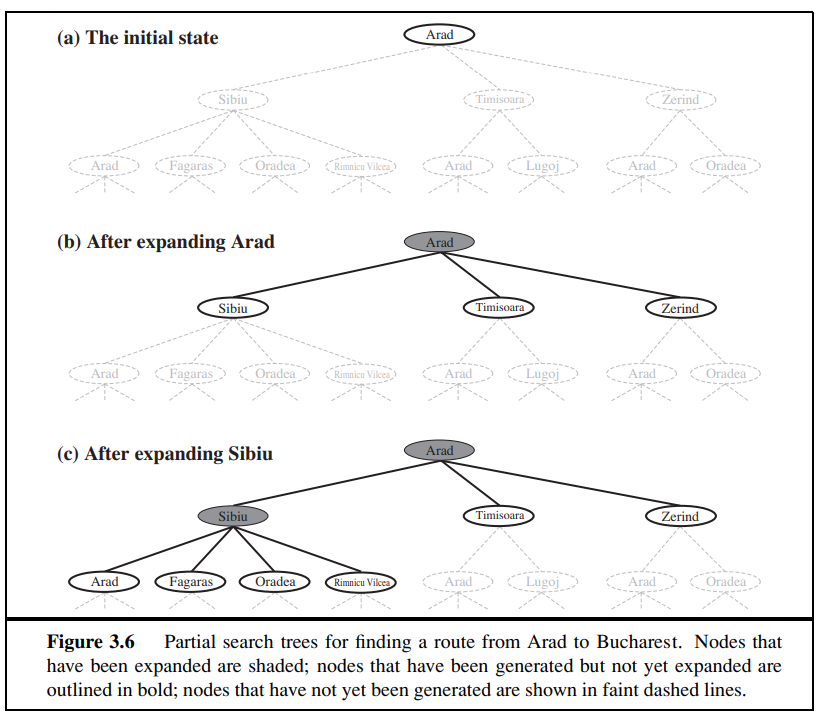 (a) The initial state
Arad
Sibiu Timisoara Zerind
Arad Fagaras Oradea Rimnicu Vilcea Arad Lugoj Arad Oradea
(b) After expanding Arad
Arad
Sibiu Timisoara Zerind
Arad Fagaras Oradea Rimnicu Vilcea Arad Lugoj Arad Oradea
(c) After expanding Sibiu
Arad
Sibiu Timisoara Zerind
Arad Fagaras Oradea Rimnicu Vilcea Arad Lugoj Arad Oradea
Figure 3.6 Partial search trees for finding a route from Arad to Bucharest. Nodes that
have been expanded are shaded; nodes that have been generated but not yet expanded are
outlined in bold; nodes that have not yet been generated are shown in faint dashed lines.